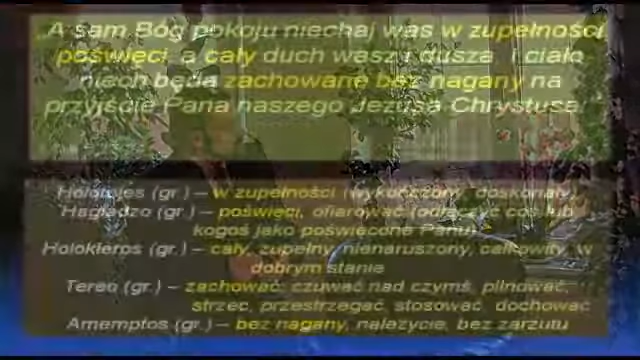 „A sam Bóg pokoju niechaj was w zupełności
poświęci, a cały duch wasz i dusza, i ciało
niech będą zachowane bez nagany na
przyjście Pana naszego Jezusa Chrystusa.
(gr.) – w zupełności (wykończony, doskonały)
Hagiadzo (gr.) – poświęci, ofiarować (odłączyć coś lub
kogoś jako poświęcone Panu)
Holokleros (gr.) – cały, zupełny, nienaruszony, całkowity, w
dobrym stanie
Tereo (gr.) – zachować; czuwać nad czymś, pilnować,
strzec, przestrzegać, stosować, dochować
Amemptos (gr.) – bez nagany, należycie, bez zarzutu